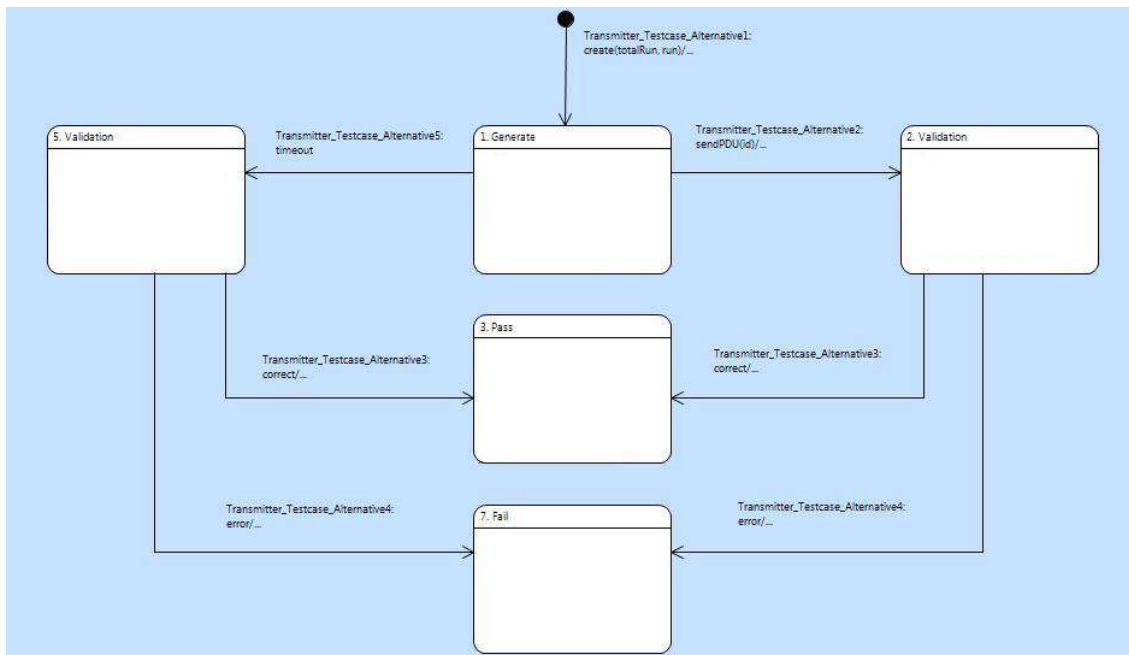 Transmitter_Testcase_Alternative1:
create(totalRun, run)/...
5. Validation
Transmitter_Testcase_Alternative5:
timeout
1. Generate
Transmitter_Testcase_Alternative2:
sendPDU(id)/...
2. Validation
3. Pass
Transmitter_Testcase_Alternative3:
correct/...
Transmitter_Testcase_Alternative3:
correct/...
7. Fail
Transmitter_Testcase_Alternative4:
error/...
Transmitter_Testcase_Alternative4:
error/...